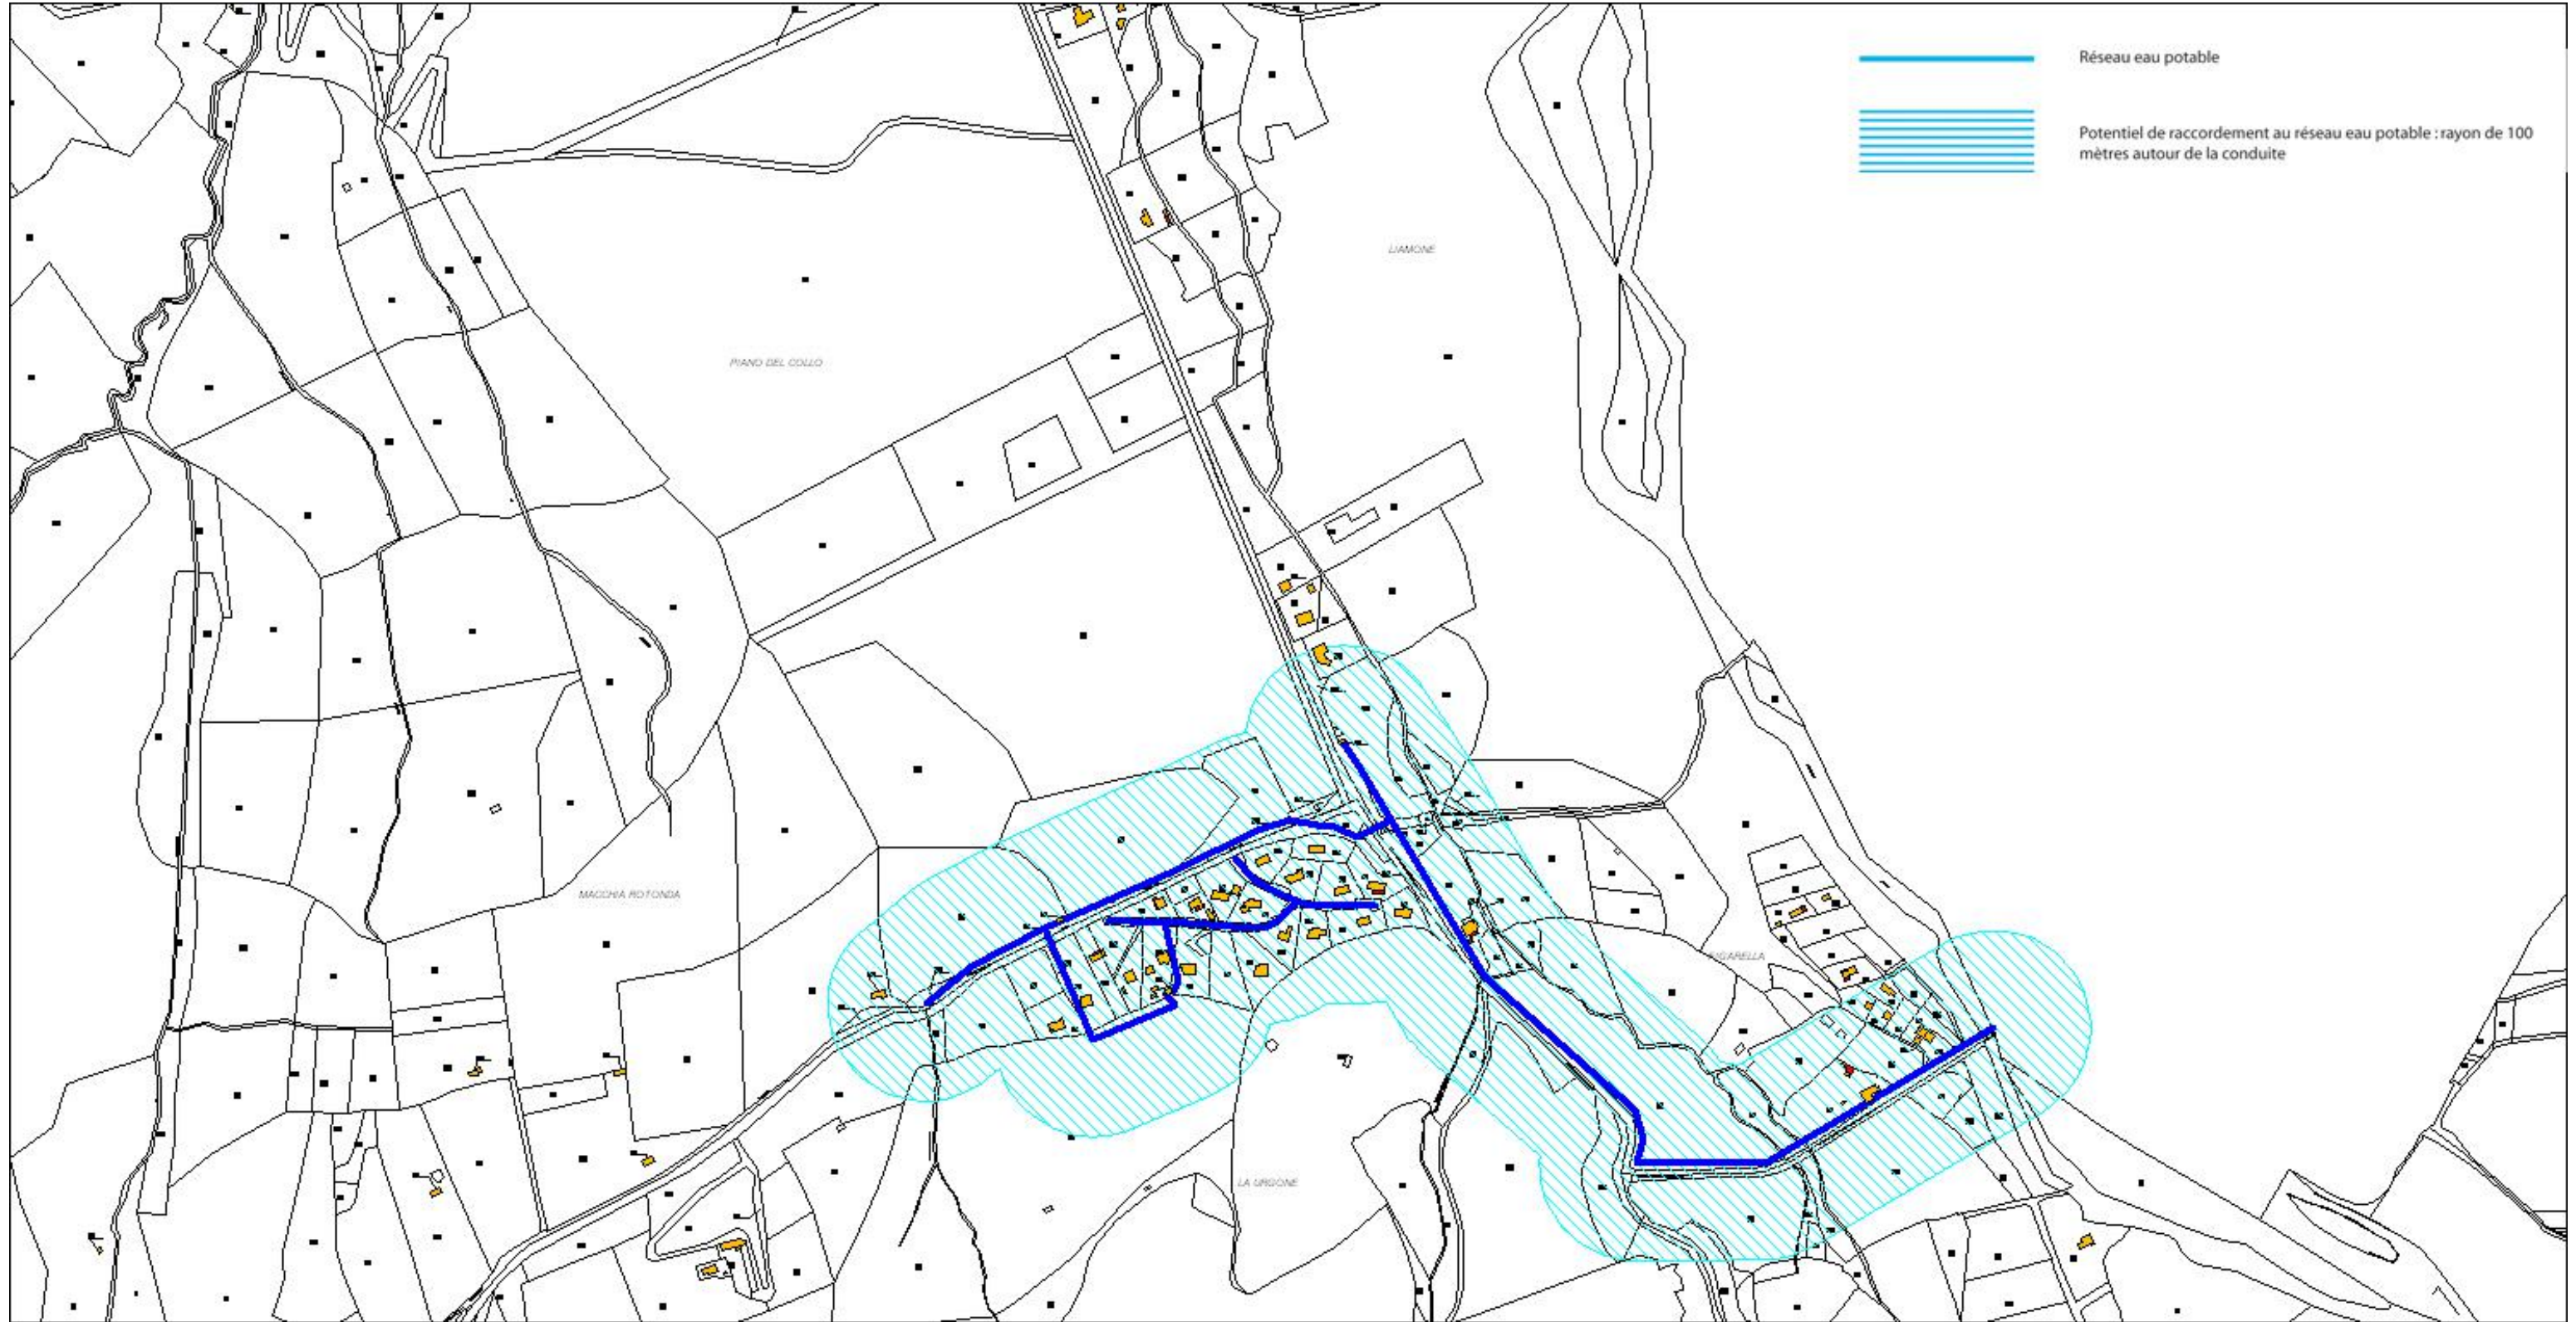 Réseau eau potable
Potentiel de raccordement au réseau eau potable : rayon de 100
mètres autour de la conduite
LIAMONE
PIANO DEL COLLO
MACCHIA ROTONDA
LA URGONE